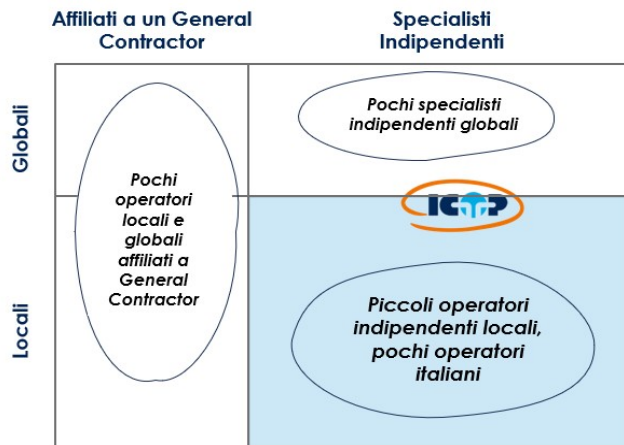 Affiliati a un General
Contractor
Specialisti
Indipendenti
Globali
Pochi specialisti
indipendenti globali
Pochi
operatori
locali e
globali
affiliati a
General
Contractor
ICOP
Locali
Piccoli operatori
indipendenti locali,
pochi operatori
italiani